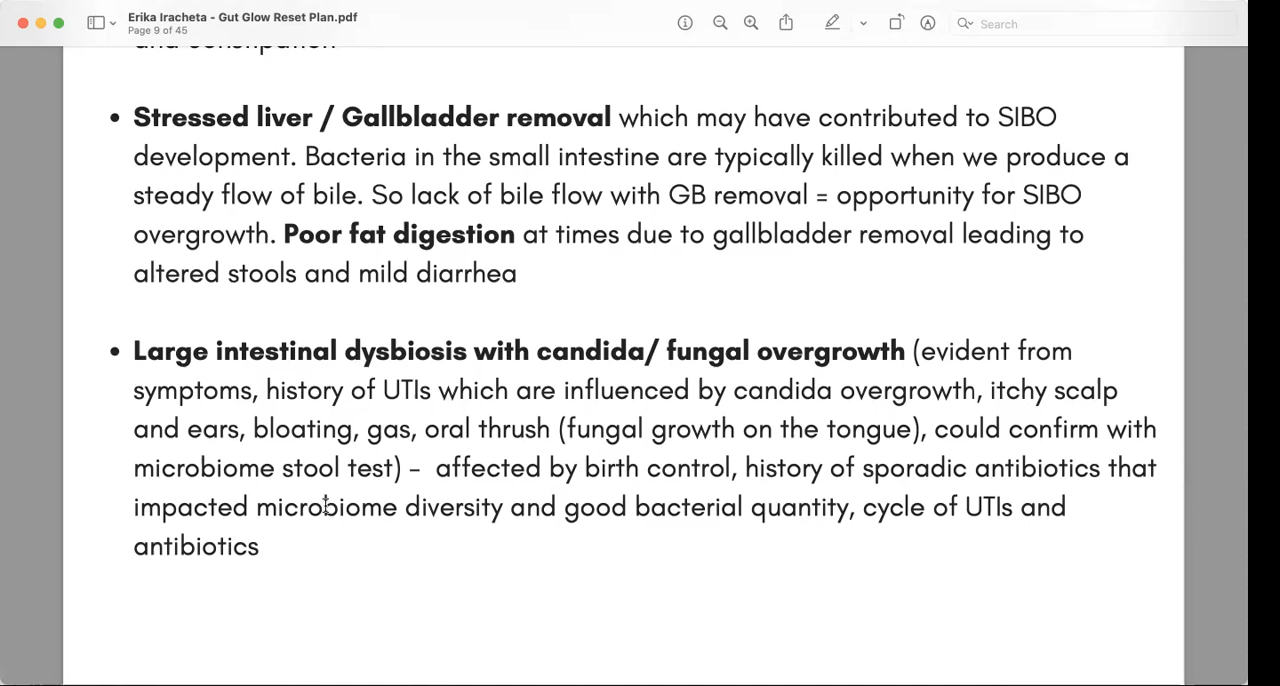 Erika Iracheta - Gut Glow Reset Plan.pdf
Page 9 of 45
Search
and constipation
• Stressed liver / Gallbladder removal which may have contributed to SIBO
development. Bacteria in the small intestine are typically killed when we produce a
steady flow of bile. So lack of bile flow with GB removal = opportunity for SIBO
overgrowth. Poor fat digestion at times due to gallbladder removal leading to
altered stools and mild diarrhea
• Large intestinal dysbiosis with candida/ fungal overgrowth (evident from
symptoms, history of UTIs which are influenced by candida overgrowth, itchy scalp
and ears, bloating, gas, oral thrush (fungal growth on the tongue), could confirm with
microbiome stool test) – affected by birth control, history of sporadic antibiotics that
impacted microbiome diversity and good bacterial quantity, cycle of UTIs and
antibiotics